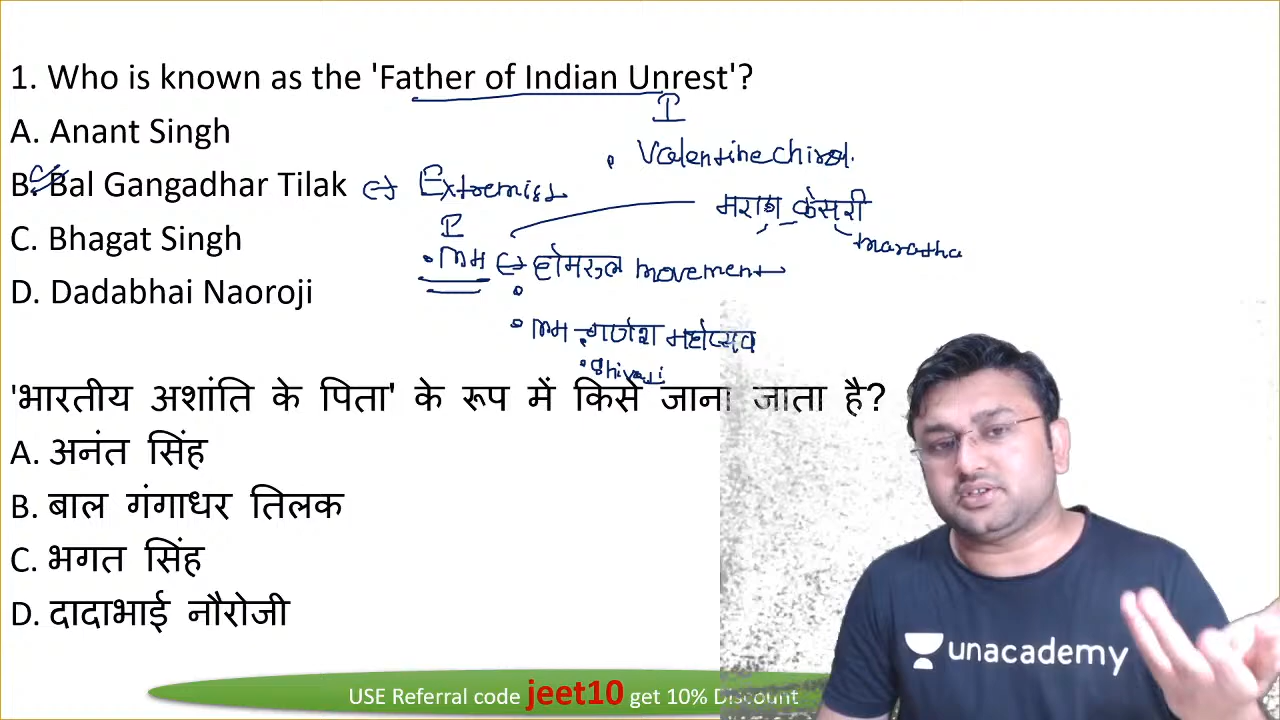 1. Who is known as the 'Father of Indian Unrest'?
A. Anant Singh
Valentine chirol.
B. Bal Gangadhar Tilak Extremist
मराठा केसरी
maratha
C. Bhagat Singh
MM होमरूल movement
D. Dadabhai Naoroji
MM गणेश महोत्सव
Shivaji
'भारतीय अशांति के पिता' के रूप में किसे जाना जाता है?
A. अनंत सिंह
B. बाल गंगाधर तिलक
C. भगत सिंह
D. दादाभाई नौरोजी
unacademy
USE Referral code jeet10 get 10% Discount